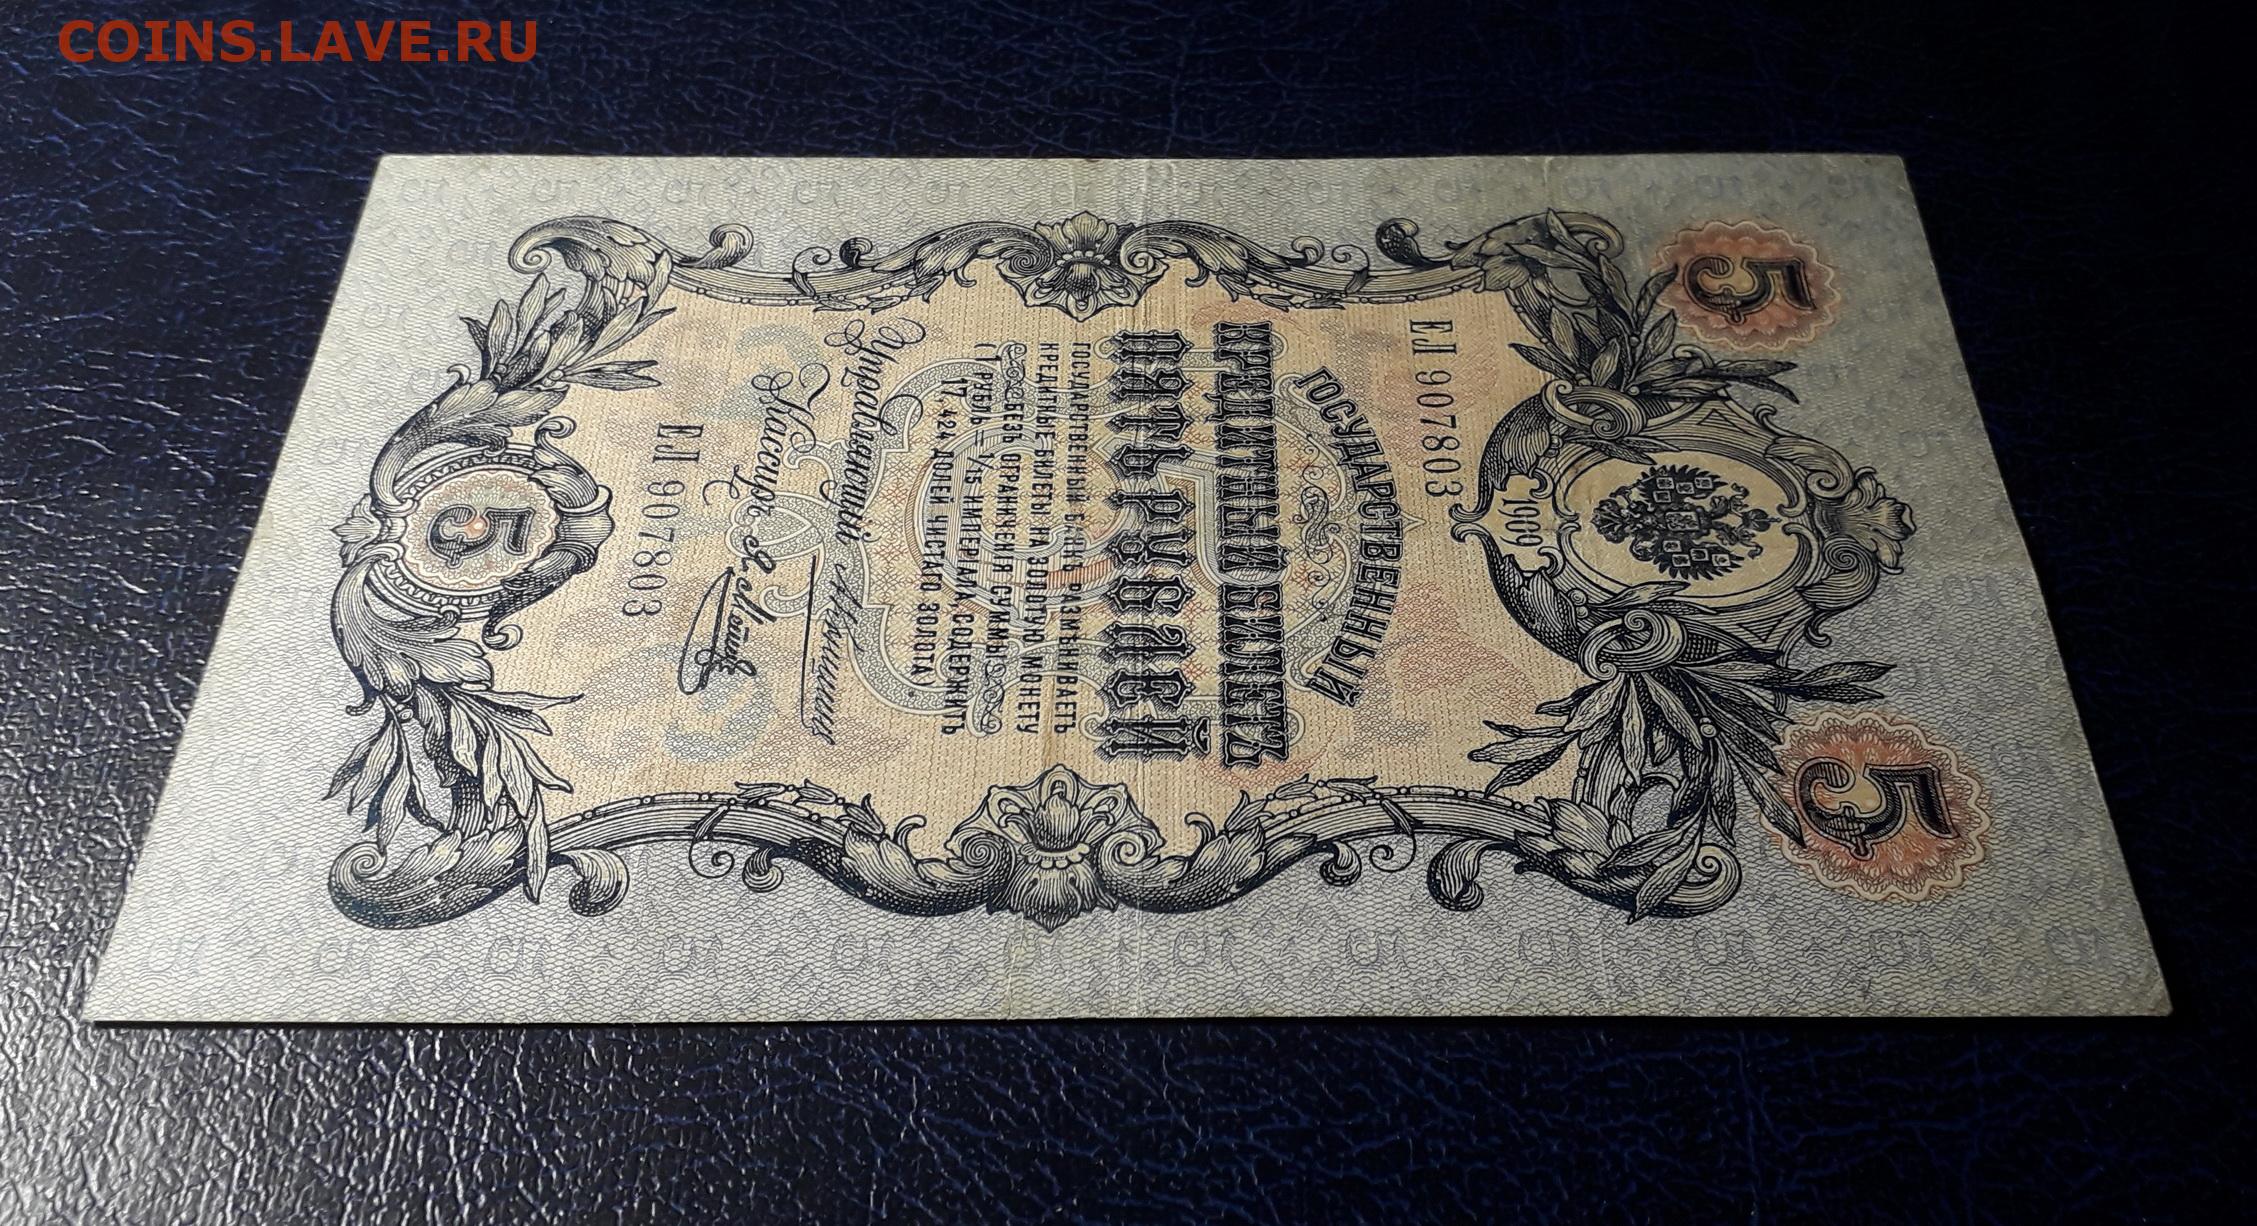 COINS.LAVE.RU
5 5
1909
ЕЛ 907803
ГОСУДАРСТВЕННЫЙ
КРЕДИТНЫЙ БИЛЕТЪ
ПЯТЬ РУБЛЕЙ
ГОСУДАРСТВЕННЫЙ БАНКЪ РАЗМѢНИВАЕТЪ
КРЕДИТНЫЕ БИЛЕТЫ НА ЗОЛОТУЮ МОНЕТУ
БЕЗЪ ОГРАНИЧЕНІЯ СУММЫ
(1 РУБЛЬ = 1/15 ИМПЕРІАЛА, СОДЕРЖИТЪ
17,424 ДОЛЕЙ ЧИСТАГО ЗОЛОТА)
Управляющій
Кассиръ
ЕЛ 907803
5